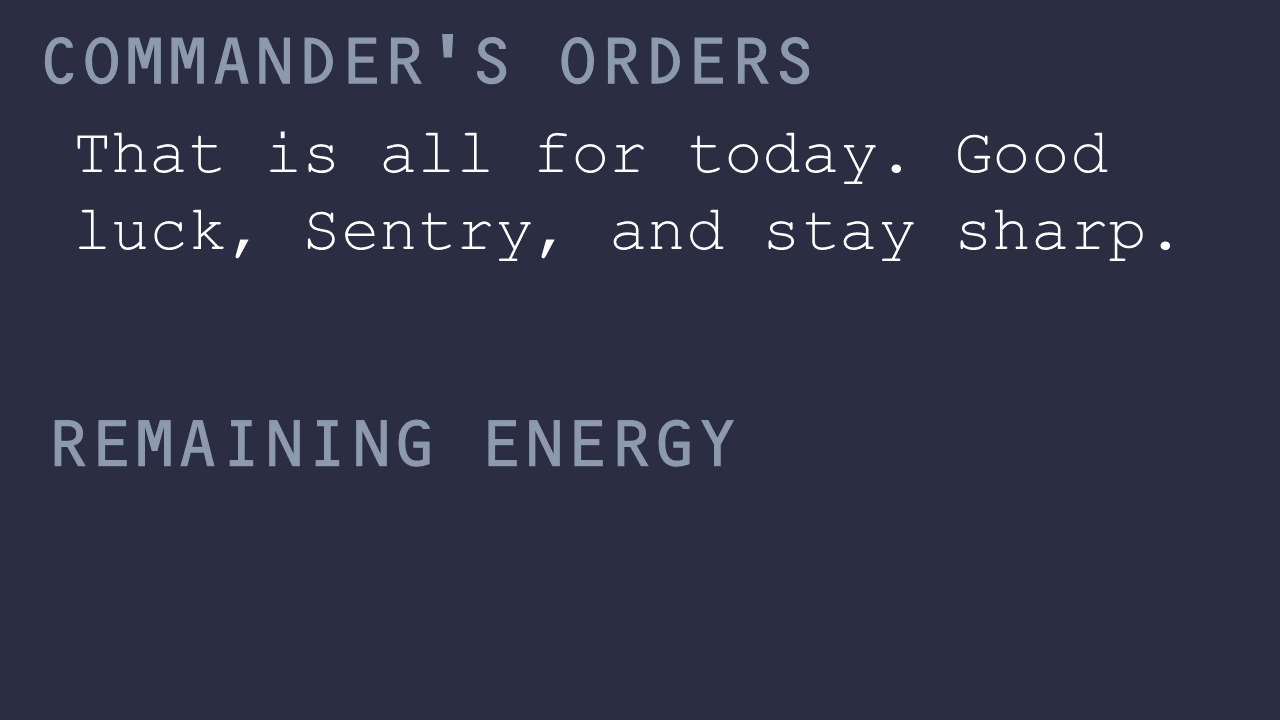 COMMANDER'S ORDERS
That is all for today. Good
luck, Sentry, and stay sharp.
REMAINING ENERGY